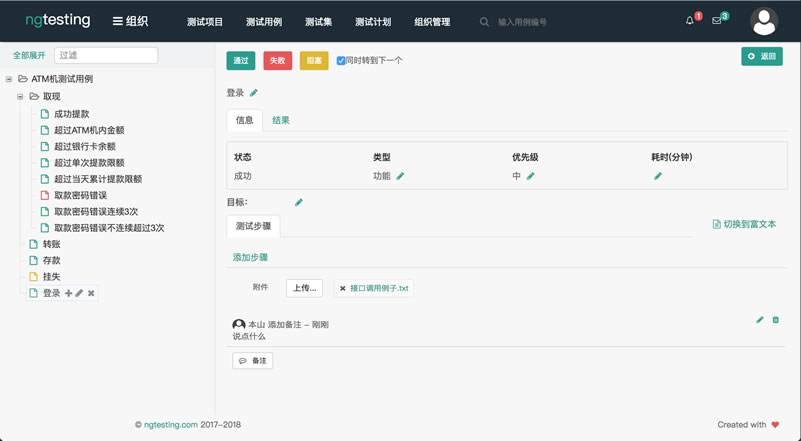 ngtesting 组织 测试项目 测试用例 测试集 测试计划 组织管理 输入用例编号 1 3
全部展开 过滤
ATM机测试用例
取现
成功提款
超过ATM机内金额
超过银行卡余额
超过单次提款限额
超过当天累计提款限额
取款密码错误
取款密码错误连续3次
取款密码错误不连续超过3次
转账
存款
挂失
登录
通过 失败 阻塞 同时转到下一个 返回
登录
信息 结果
状态 类型 优先级 耗时(分钟)
成功 功能 中
目标:
测试步骤 切换到富文本
添加步骤
附件 上传... 接口调用例子.txt
本山 添加备注 - 刚刚
说点什么
备注
© ngtesting.com 2017-2018 Created with